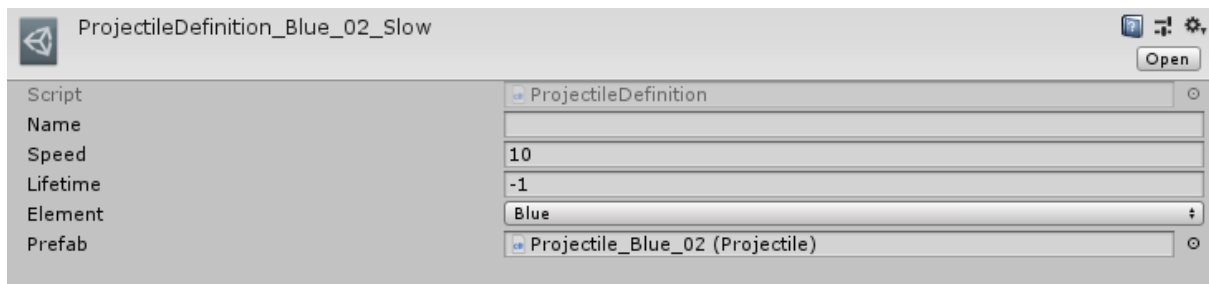 ProjectileDefinition_Blue_02_Slow
Open
Script ProjectileDefinition
Name
Speed 10
Lifetime -1
Element Blue
Prefab Projectile_Blue_02 (Projectile)